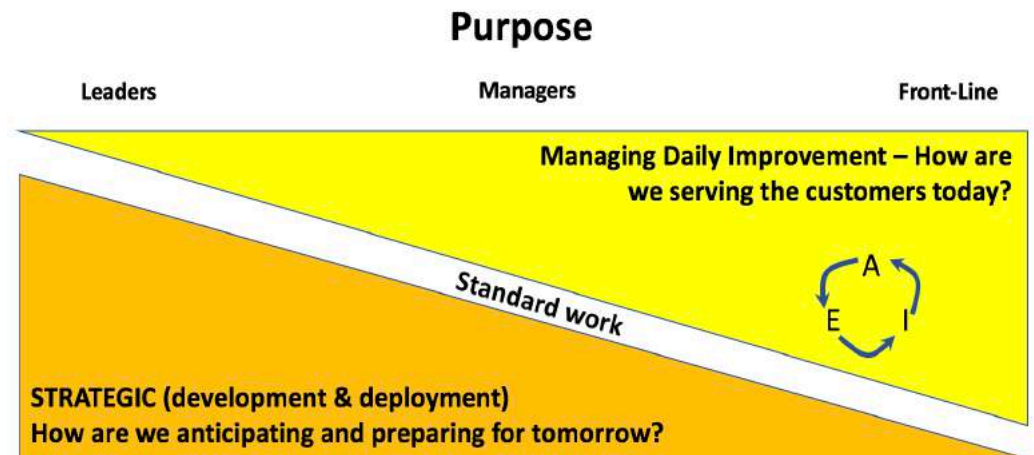 Purpose
Leaders Managers Front-Line
Managing Daily Improvement – How are
we serving the customers today?
A
E I
Standard work
STRATEGIC (development & deployment)
How are we anticipating and preparing for tomorrow?